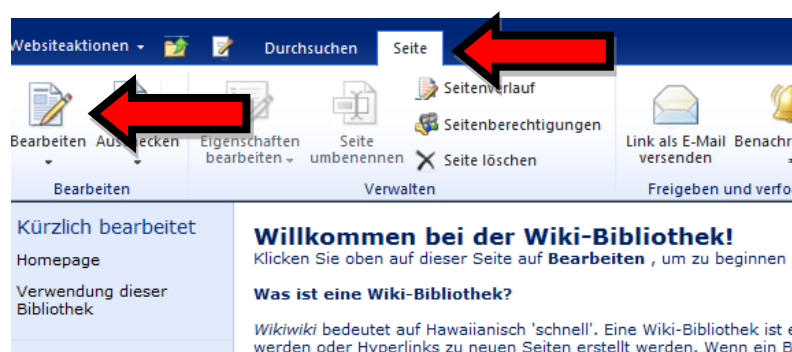 Websiteaktionen Durchsuchen Seite
Seitenverlauf
Seitenberechtigungen
Seite löschen
Bearbeiten
Eigenschaften bearbeiten
Seite umbenennen
Link als E-Mail versenden
Bearbeiten Verwalten Freigeben und
Kürzlich bearbeitet
Homepage
Verwendung dieser
Bibliothek
Willkommen bei der Wiki-Bibliothek!
Klicken Sie oben auf dieser Seite auf Bearbeiten , um zu beginnen
Was ist eine Wiki-Bibliothek?
Wikiwiki bedeutet auf Hawaiianisch 'schnell'. Eine Wiki-Bibliothek ist
werden oder Hyperlinks zu neuen Seiten erstellt werden. Wenn ein